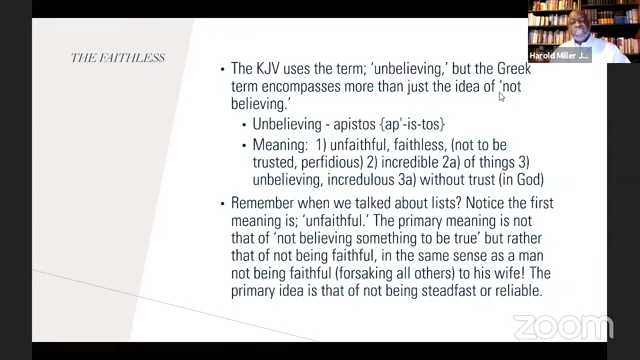 THE FAITHLESS
Harold Miller J...
• The KJV uses the term; 'unbelieving,' but the Greek
term encompasses more than just the idea of 'not
believing.'
• Unbelieving - apistos {ap'-is-tos}
• Meaning: 1) unfaithful, faithless, (not to be
trusted, perfidious) 2) incredible 2a) of things 3)
unbelieving, incredulous 3a) without trust (in God)
• Remember when we talked about lists? Notice the first
meaning is; 'unfaithful.' The primary meaning is not
that of 'not believing something to be true' but rather
that of not being faithful, in the same sense as a man
not being faithful (forsaking all others) to his wife! The
primary idea is that of not being steadfast or reliable.
zoom